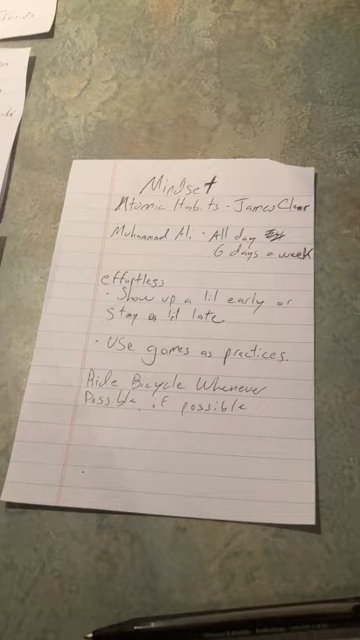 Mindset
Atomic Habits - James Clear
Muhammad Ali - All day
6 days a week
effortless
· Show up a lil early or
stay a lil late
· Use games as practices.
Ride Bicycle Whenever
Possible if possible